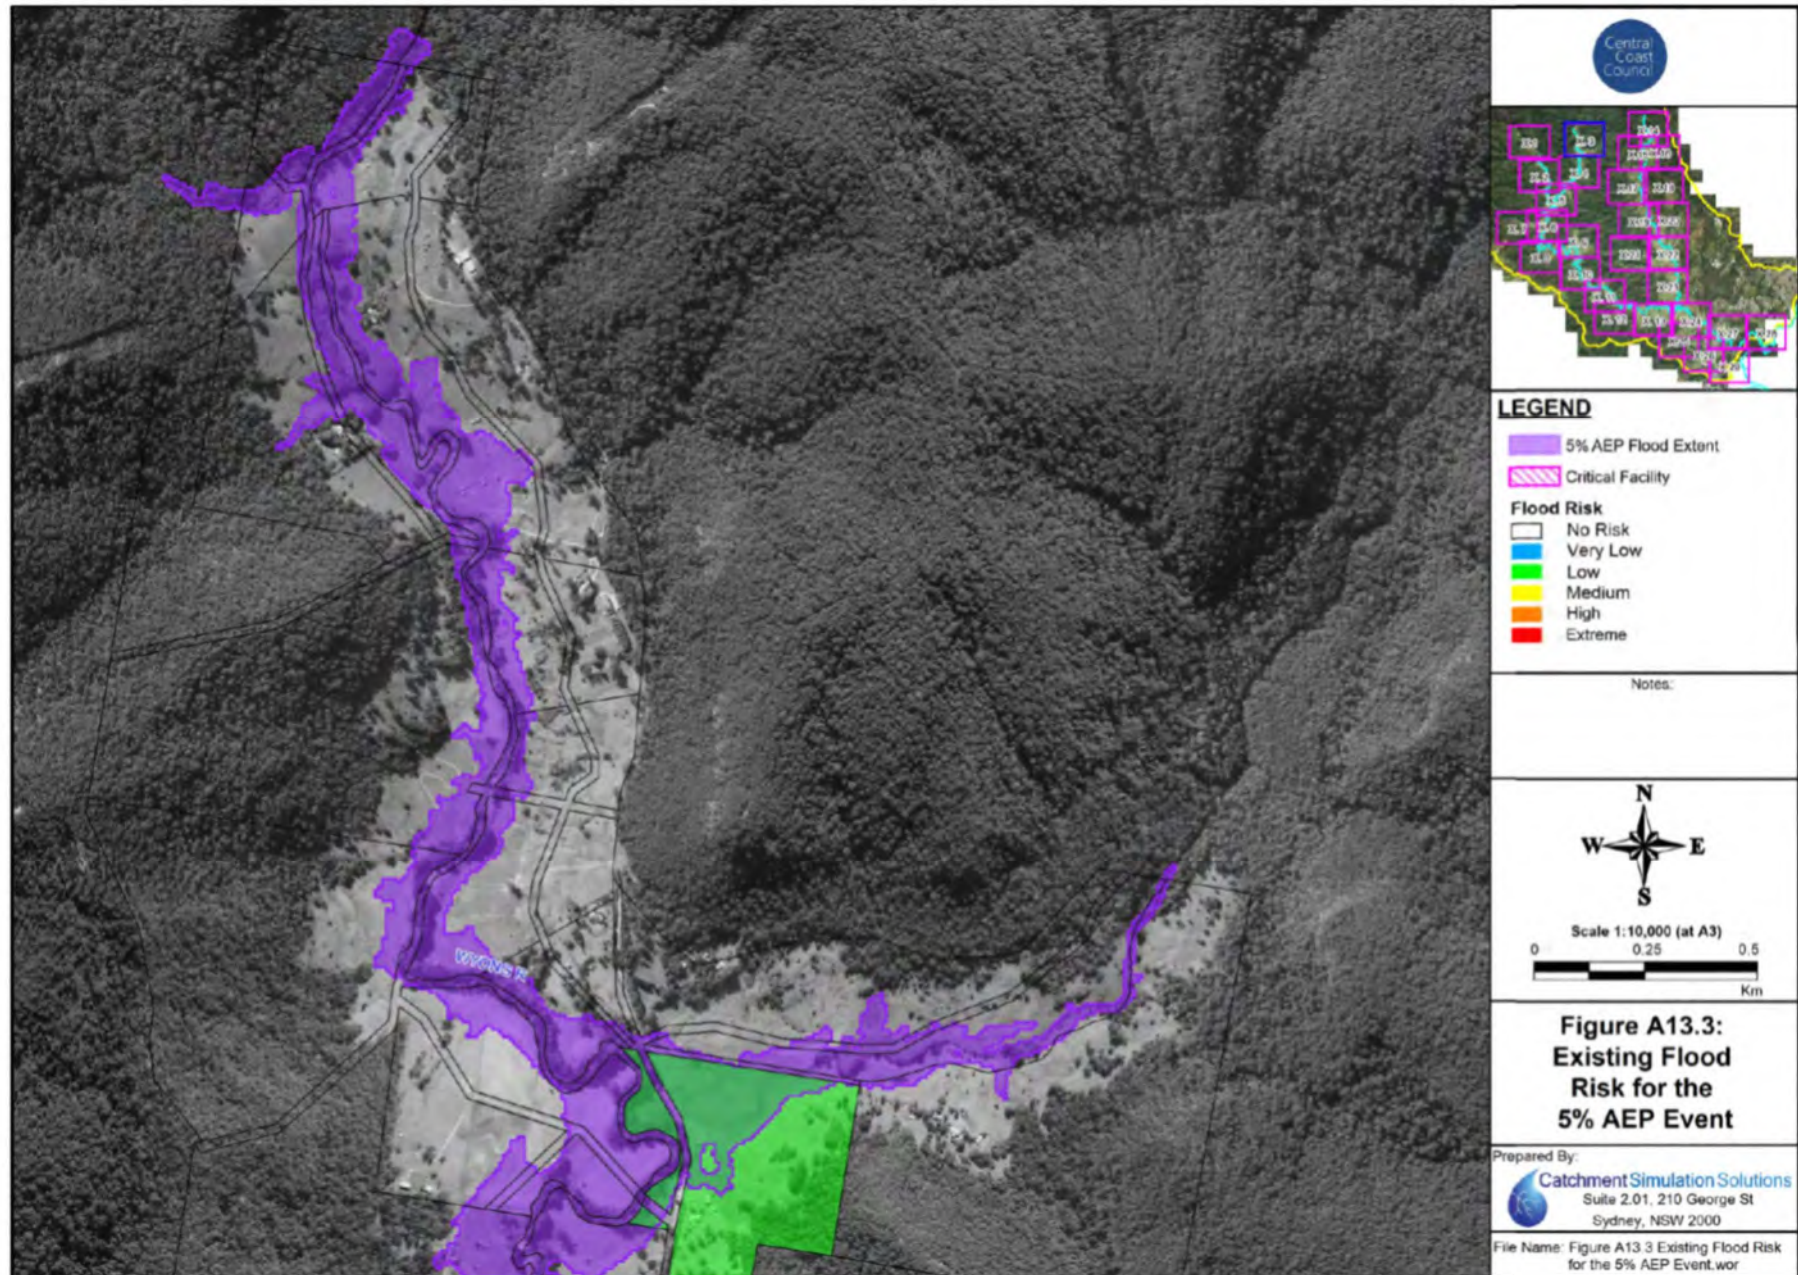 Central
Coast
Council
LEGEND
5% AEP Flood Extent
Critical Facility
Flood Risk
No Risk
Very Low
Low
Medium
High
Extreme
Notes:
N
W E
S
Scale 1:10,000 (at A3)
0 0.25 0.5
Km
Figure A13.3:
Existing Flood
Risk for the
5% AEP Event
Prepared By:
Catchment Simulation Solutions
Suite 2.01, 210 George St
Sydney, NSW 2000
File Name: Figure A13.3 Existing Flood Risk
for the 5% AEP Event.wor